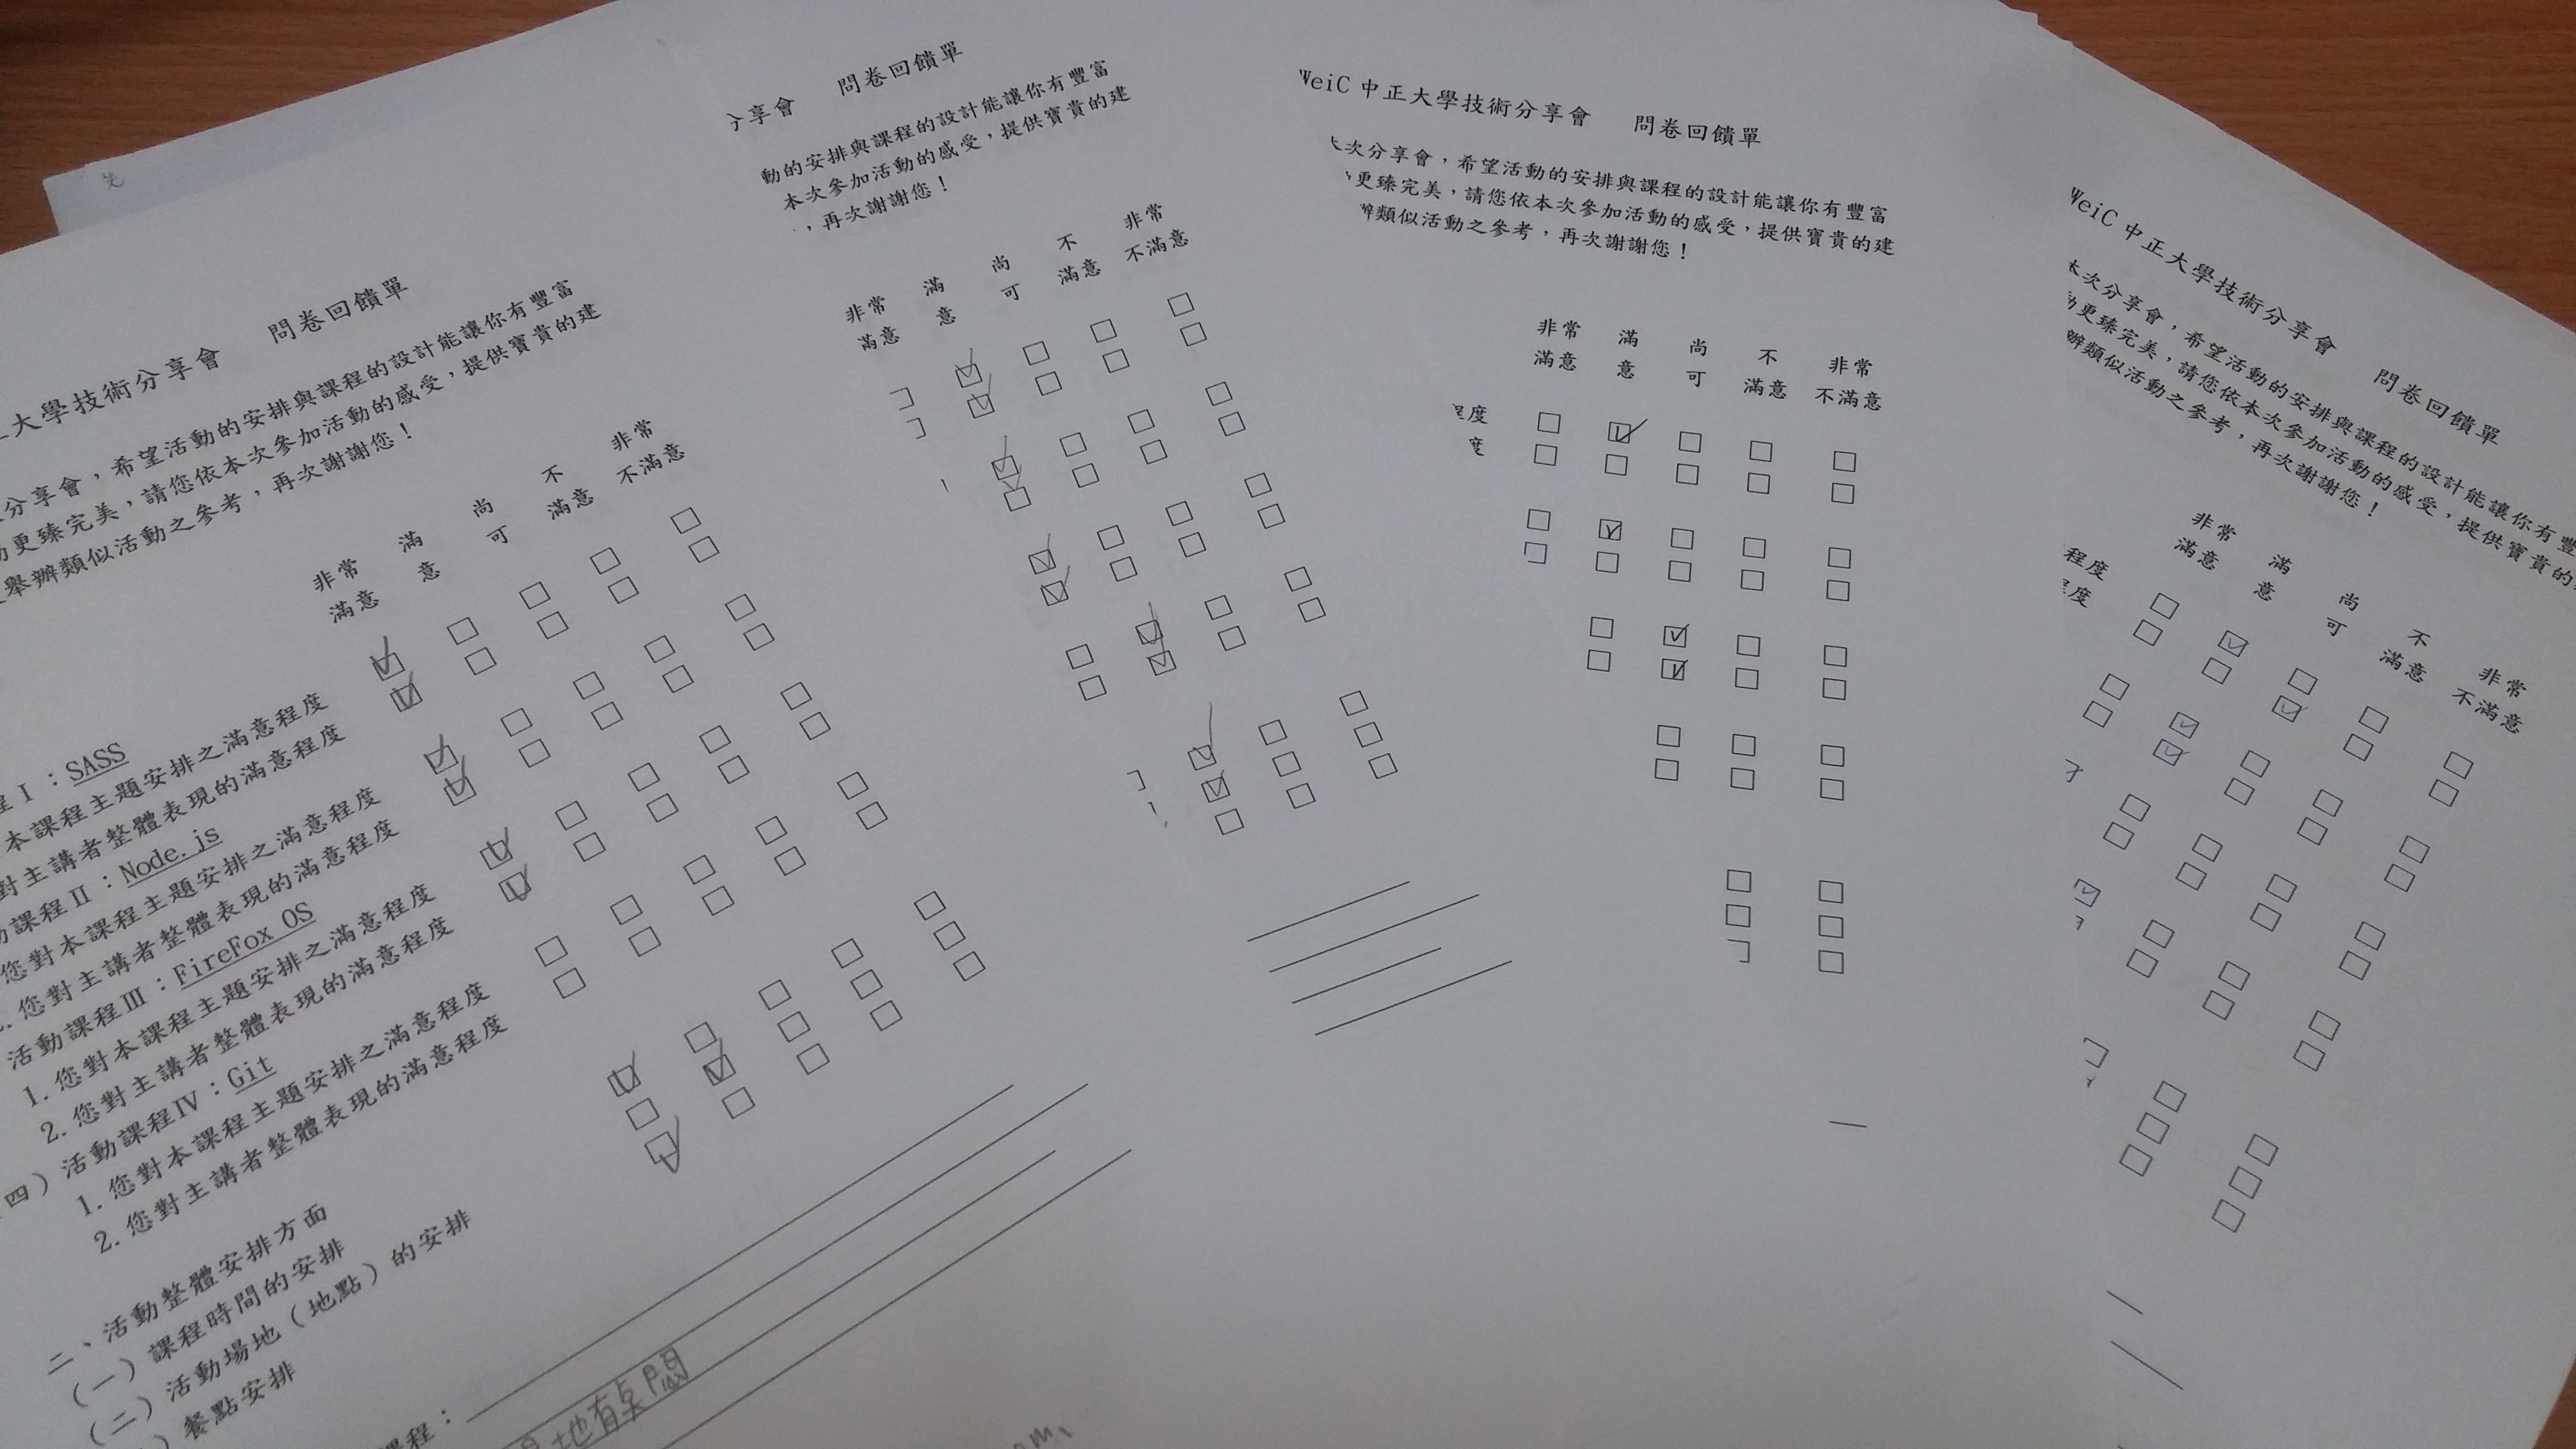 大學技術分享會 問卷回饋單
分享會，希望活動的安排與課程的設計能讓你有豐富
更臻完美，請您依本次參加活動的感受，提供寶貴的建
舉辦類似活動之參考，再次謝謝您！
非常 滿 尚 不 非常
滿意 意 可 滿意 不滿意
程Ⅰ：SASS
本課程主題安排之滿意程度
對主講者整體表現的滿意程度
課程Ⅱ：Node.js
您對本課程主題安排之滿意程度
您對主講者整體表現的滿意程度
活動課程Ⅲ：FireFox OS
1. 您對本課程主題安排之滿意程度
2. 您對主講者整體表現的滿意程度
四）活動課程Ⅳ：Git
1. 您對本課程主題安排之滿意程度
2. 您對主講者整體表現的滿意程度
二、活動整體安排方面
（一）課程時間的安排
（二）活動場地（地點）的安排
）餐點安排
課程：
地有點悶
分享會 問卷回饋單
動的安排與課程的設計能讓你有豐富
本次參加活動的感受，提供寶貴的建
，再次謝謝您！
非常 滿 尚 不 非常
滿意 意 可 滿意 不滿意
WeiC 中正大學技術分享會 問卷回饋單
次分享會，希望活動的安排與課程的設計能讓你有豐富
更臻完美，請您依本次參加活動的感受，提供寶貴的建
辦類似活動之參考，再次謝謝您！
非常 滿 尚 不 非常
滿意 意 可 滿意 不滿意
程度
度
WeiC 中正大學技術分享會 問卷回饋單
本次分享會，希望活動的安排與課程的設計能讓你有豐
更臻完美，請您依本次參加活動的感受，提供寶貴的
辦類似活動之參考，再次謝謝您！
非常 滿 尚 不 非常
滿意 意 可 滿意 不滿意
程度
程度